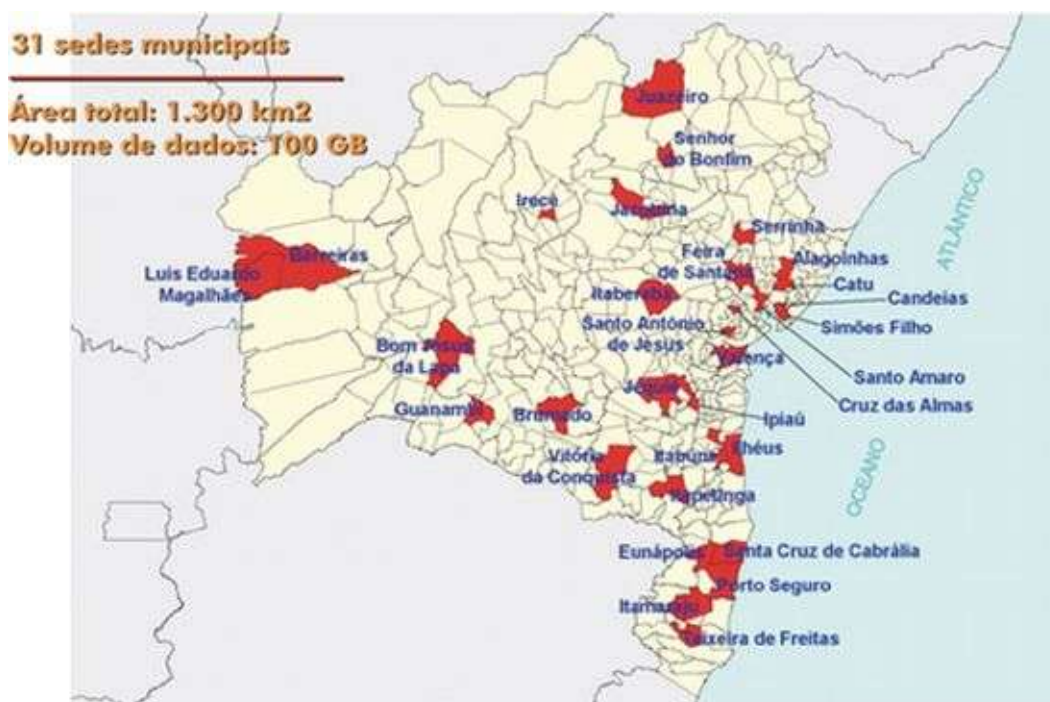 31 sedes municipais
Área total: 1.300 km2
Volume de dados: 100 GB
Juazeiro
Senhor
do Bonfim
Irecê
Jacobina
Serrinha
Feira
de Santana
Alagoinhas
Catu
Candeias
Simões Filho
Barreiras
Luis Eduardo
Magalhães
Itaberaba
Santo Antônio
de Jesus
Valença
Santo Amaro
Cruz das Almas
Bom Jesus
da Lapa
Jequié
Ipiaú
Guanambi
Brumado
Ilhéus
Itabuna
Vitória
da Conquista
Itapetinga
Eunápolis
Santa Cruz de Cabrália
Porto Seguro
Itamaraju
Teixeira de Freitas
ATLÂNTICO
OCEANO